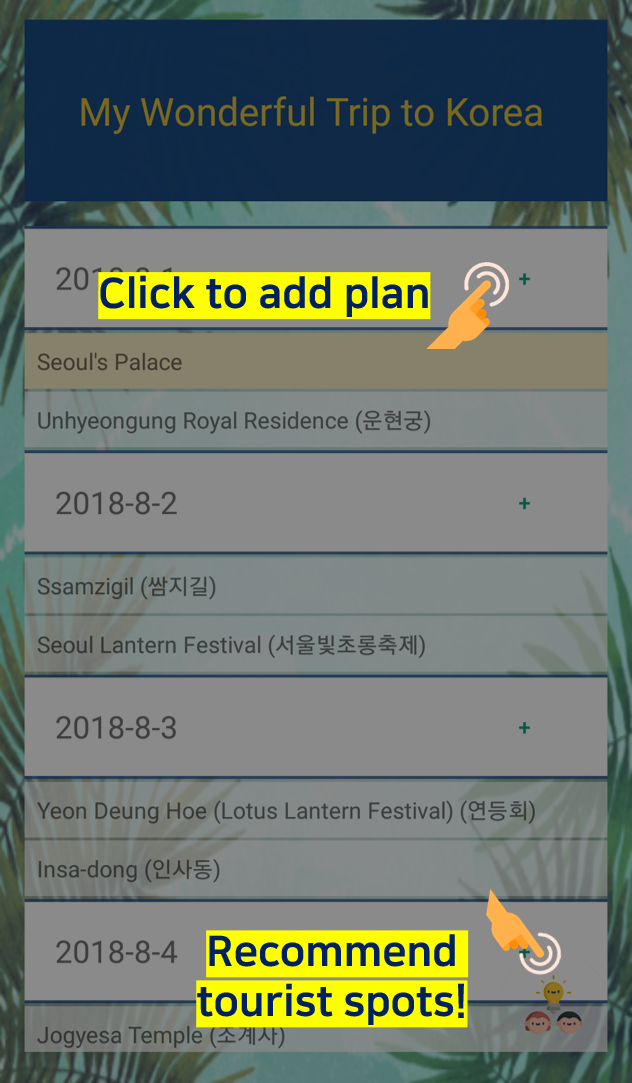 My Wonderful Trip to Korea
Click to add plan
+
Seoul's Palace
Unhyeongung Royal Residence (운현궁)
2018-8-2 +
Ssamzigil (쌈지길)
Seoul Lantern Festival (서울빛초롱축제)
2018-8-3 +
Yeon Deung Hoe (Lotus Lantern Festival) (연등회)
Insa-dong (인사동)
2018-8-4 +
Recommend
tourist spots!
Jogyesa Temple (조계사)